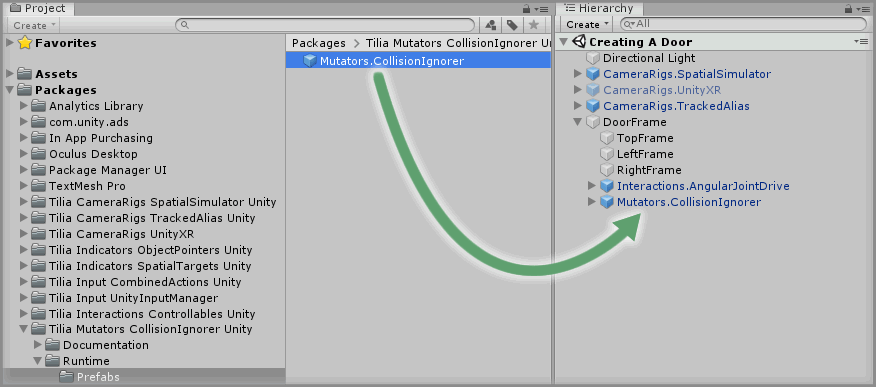 Project
Create
Favorites
Assets
Packages
Analytics Library
com.unity.ads
In App Purchasing
Oculus Desktop
Package Manager UI
TextMesh Pro
Tilia CameraRigs SpatialSimulator Unity
Tilia CameraRigs TrackedAlias Unity
Tilia CameraRigs UnityXR
Tilia Indicators ObjectPointers Unity
Tilia Indicators SpatialTargets Unity
Tilia Input CombinedActions Unity
Tilia Input UnityInputManager
Tilia Interactions Controllables Unity
Tilia Mutators CollisionIgnorer Unity
Documentation
Runtime
Prefabs
Packages > Tilia Mutators CollisionIgnorer Un
Mutators.CollisionIgnorer
Hierarchy
Create All
Creating A Door
Directional Light
CameraRigs.SpatialSimulator
CameraRigs.UnityXR
CameraRigs.TrackedAlias
DoorFrame
TopFrame
LeftFrame
RightFrame
Interactions.AngularJointDrive
Mutators.CollisionIgnorer